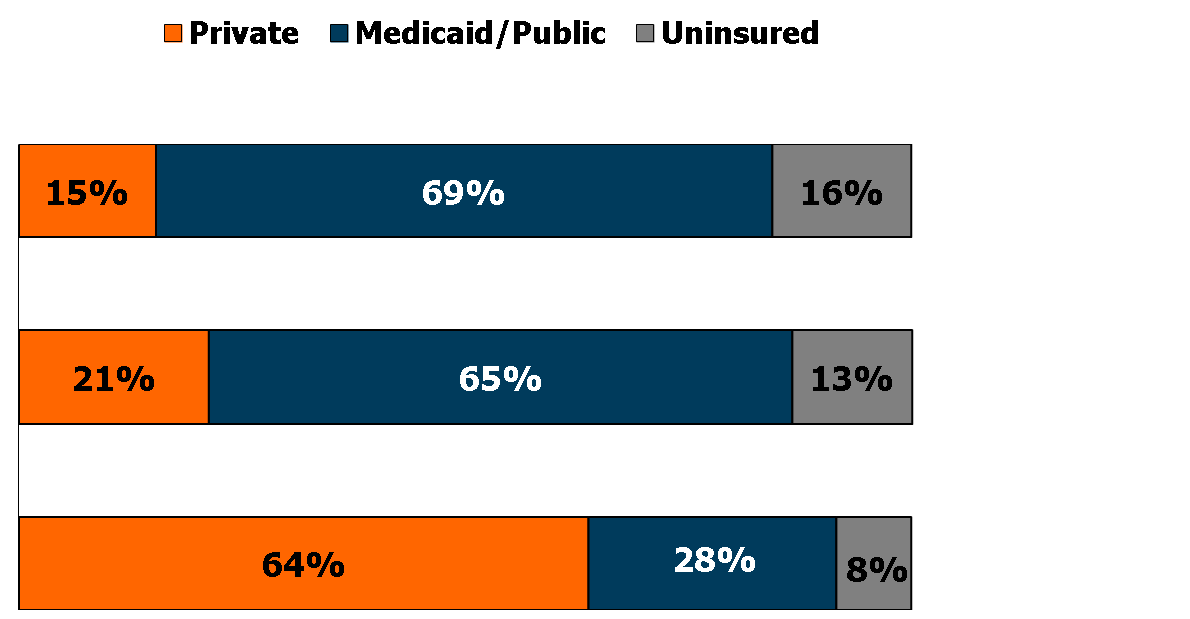 Private Medicaid/Public Uninsured
15% 69% 16%
21% 65% 13%
64% 28% 8%